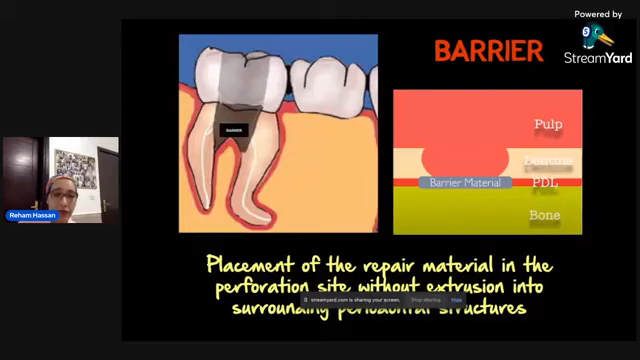 Powered by
StreamYard
BARRIER
BARRIER
Pulp
Dentine
Barrier Material
PDL
Bone
Reham Hassan
Placement of the repair material in the
perforation site without extrusion into
streamyard.com is sharing your screen. Stop sharing Hide
surrounding periodontal structures